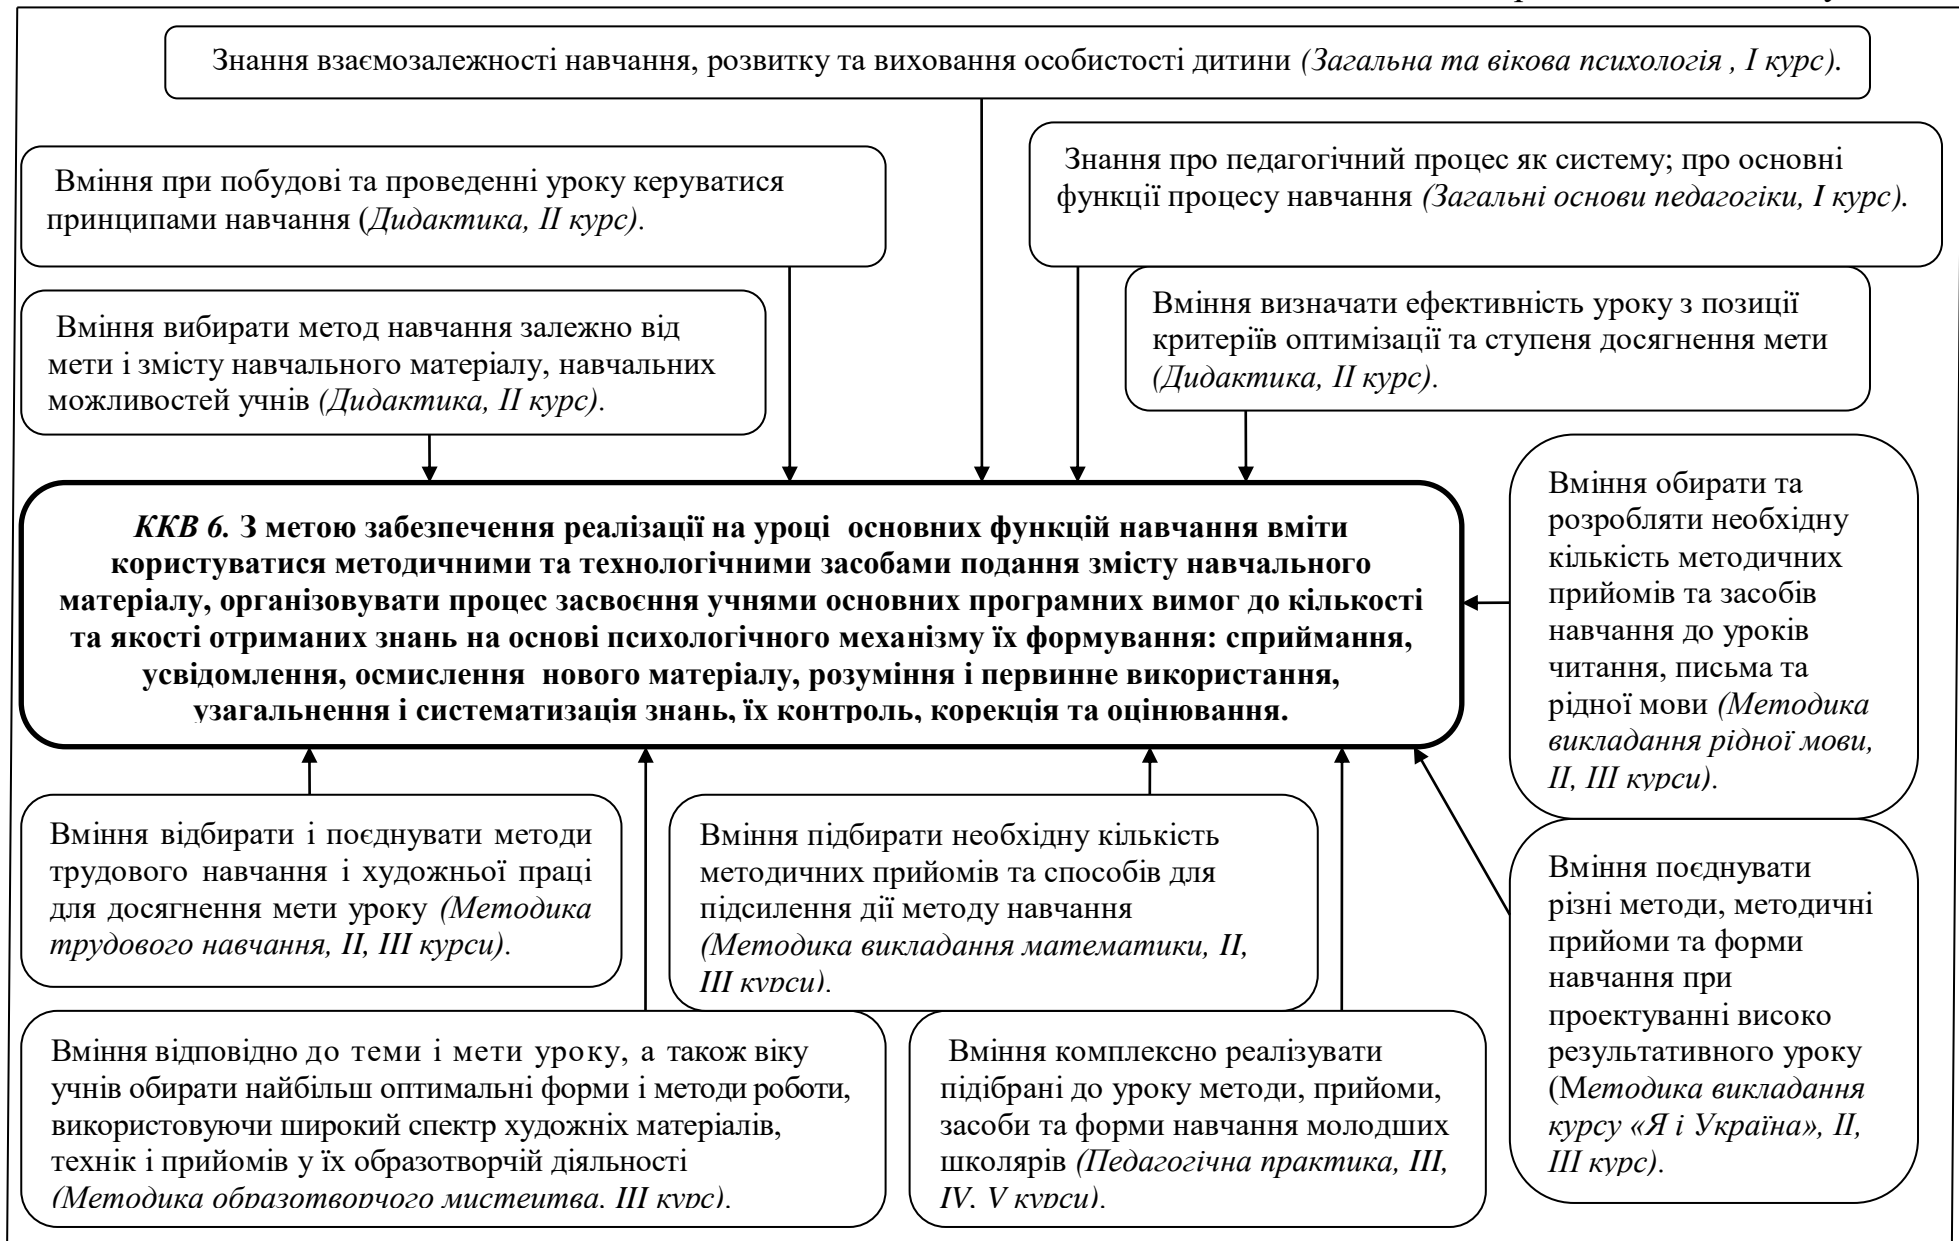 Знання взаємозалежності навчання, розвитку та виховання особистості дитини (Загальна та вікова психологія , І курс).
Вміння при побудові та проведенні уроку керуватися
принципами навчання (Дидактика, ІІ курс).
Знання про педагогічний процес як систему; про основні
функції процесу навчання (Загальні основи педагогіки, І курс).
Вміння вибирати метод навчання залежно від
мети і змісту навчального матеріалу, навчальних
можливостей учнів (Дидактика, ІІ курс).
Вміння визначати ефективність уроку з позиції
критеріїв оптимізації та ступеня досягнення мети
(Дидактика, ІІ курс).
ККВ 6. З метою забезпечення реалізації на уроці основних функцій навчання вміти
користуватися методичними та технологічними засобами подання змісту навчального
матеріалу, організовувати процес засвоєння учнями основних програмних вимог до кількості
та якості отриманих знань на основі психологічного механізму їх формування: сприймання,
усвідомлення, осмислення нового матеріалу, розуміння і первинне використання,
узагальнення і систематизація знань, їх контроль, корекція та оцінювання.
Вміння обирати та
розробляти необхідну
кількість методичних
прийомів та засобів
навчання до уроків
читання, письма та
рідної мови (Методика
викладання рідної мови,
ІІ, ІІІ курси).
Вміння відбирати і поєднувати методи
трудового навчання і художньої праці
для досягнення мети уроку (Методика
трудового навчання, ІІ, ІІІ курси).
Вміння підбирати необхідну кількість
методичних прийомів та способів для
підсилення дії методу навчання
(Методика викладання математики, ІІ,
ІІІ курси).
Вміння поєднувати
різні методи, методичні
прийоми та форми
навчання при
проектуванні високо
результативного уроку
(Методика викладання
курсу «Я і Україна», ІІ,
ІІІ курс).
Вміння відповідно до теми і мети уроку, а також віку
учнів обирати найбільш оптимальні форми і методи роботи,
використовуючи широкий спектр художніх матеріалів,
технік і прийомів у їх образотворчій діяльності
(Методика образотворчого мистецтва, ІІІ курс).
Вміння комплексно реалізувати
підібрані до уроку методи, прийоми,
засоби та форми навчання молодших
школярів (Педагогічна практика, ІІІ,
ІV, V курси).